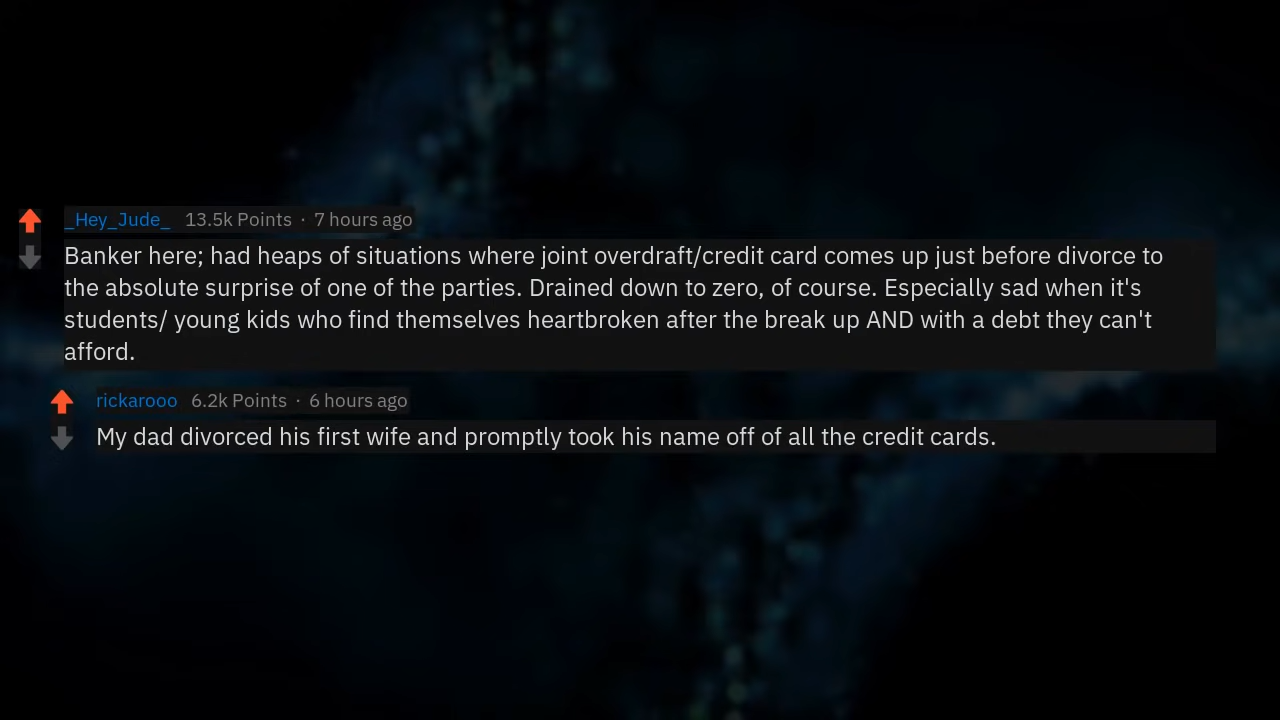 _Hey_Jude_ 13.5k Points · 7 hours ago
Banker here; had heaps of situations where joint overdraft/credit card comes up just before divorce to
the absolute surprise of one of the parties. Drained down to zero, of course. Especially sad when it's
students/ young kids who find themselves heartbroken after the break up AND with a debt they can't
afford.
rickarooo 6.2k Points · 6 hours ago
My dad divorced his first wife and promptly took his name off of all the credit cards.